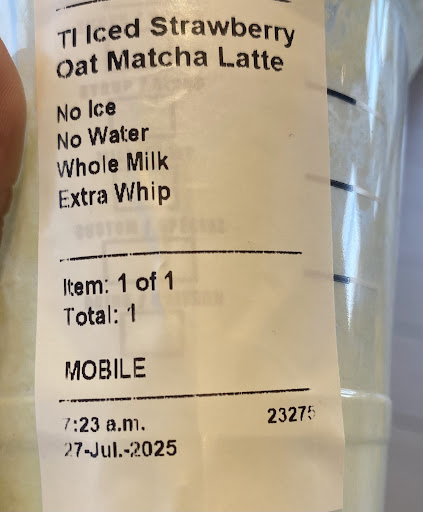 TI Iced Strawberry
Oat Matcha Latte
No Ice
No Water
Whole Milk
Extra Whip
Item: 1 of 1
Total: 1
MOBILE
7:23 a.m. 23275
27-Jul.-2025